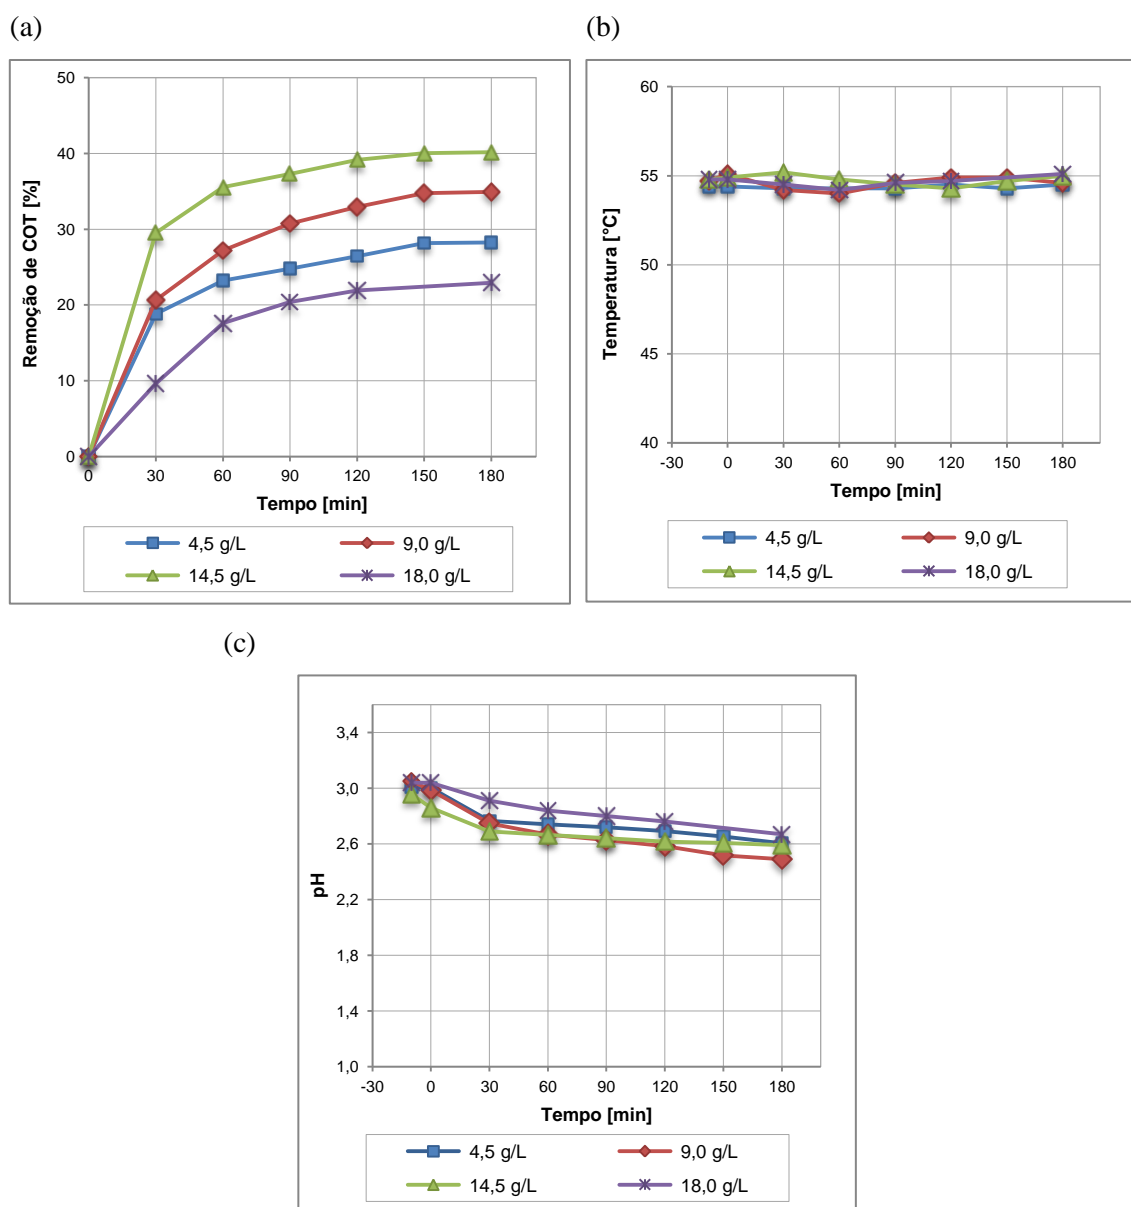 (a)
(b)
50
40
30
20
10
0
Remoção de COT [%]
0 30 60 90 120 150 180
Tempo [min]
4,5 g/L 9,0 g/L
14,5 g/L 18,0 g/L
60
55
50
45
40
Temperatura [°C]
-30 0 30 60 90 120 150 180
Tempo [min]
4,5 g/L 9,0 g/L
14,5 g/L 18,0 g/L
(c)
3,4
3,0
2,6
2,2
1,8
1,4
1,0
pH
-30 0 30 60 90 120 150 180
Tempo [min]
4,5 g/L 9,0 g/L
14,5 g/L 18,0 g/L